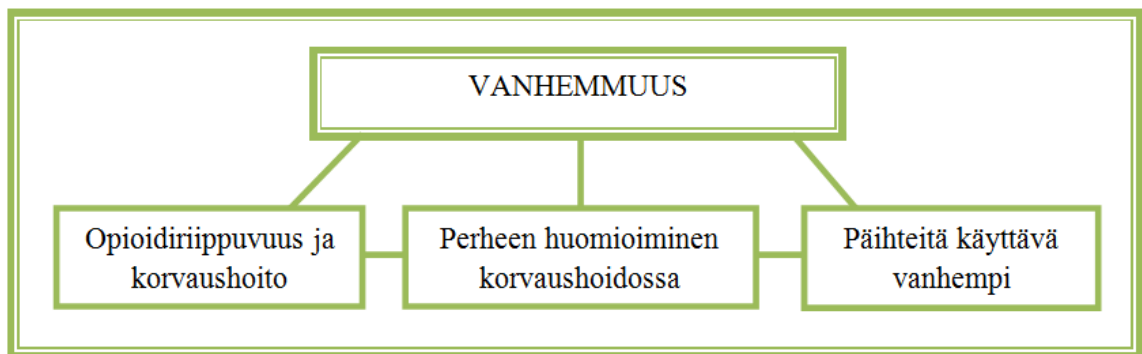 VANHEMMUUS
Opioidiriippuvuus ja
korvaushoito
Perheen huomioiminen
korvaushoidossa
Päihteitä käyttävä
vanhempi